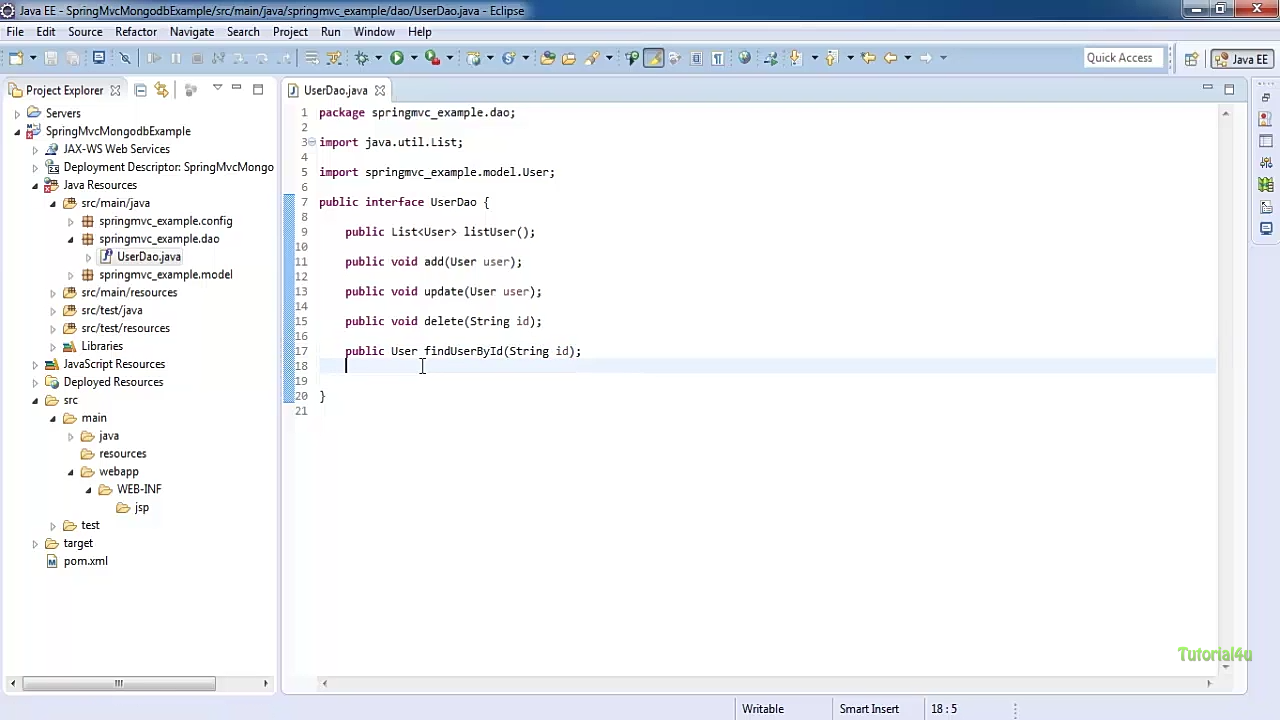 Java EE - SpringMvcMongodbExample/src/main/java/springmvc_example/dao/UserDao.java - Eclipse
File Edit Source Refactor Navigate Search Project Run Window Help
Quick Access
Java EE
Project Explorer
Servers
SpringMvcMongodbExample
JAX-WS Web Services
Deployment Descriptor: SpringMvcMongo
Java Resources
src/main/java
springmvc_example.config
springmvc_example.dao
UserDao.java
springmvc_example.model
src/main/resources
src/test/java
src/test/resources
Libraries
JavaScript Resources
Deployed Resources
src
main
java
resources
webapp
WEB-INF
jsp
test
target
pom.xml
UserDao.java
1 package springmvc_example.dao;
2
3 import java.util.List;
4
5 import springmvc_example.model.User;
6
7 public interface UserDao {
8
9 public List<User> listUser();
10
11 public void add(User user);
12
13 public void update(User user);
14
15 public void delete(String id);
16
17 public User findUserById(String id);
18
19
20 }
21
Tutorial4u
Writable Smart Insert 18 : 5